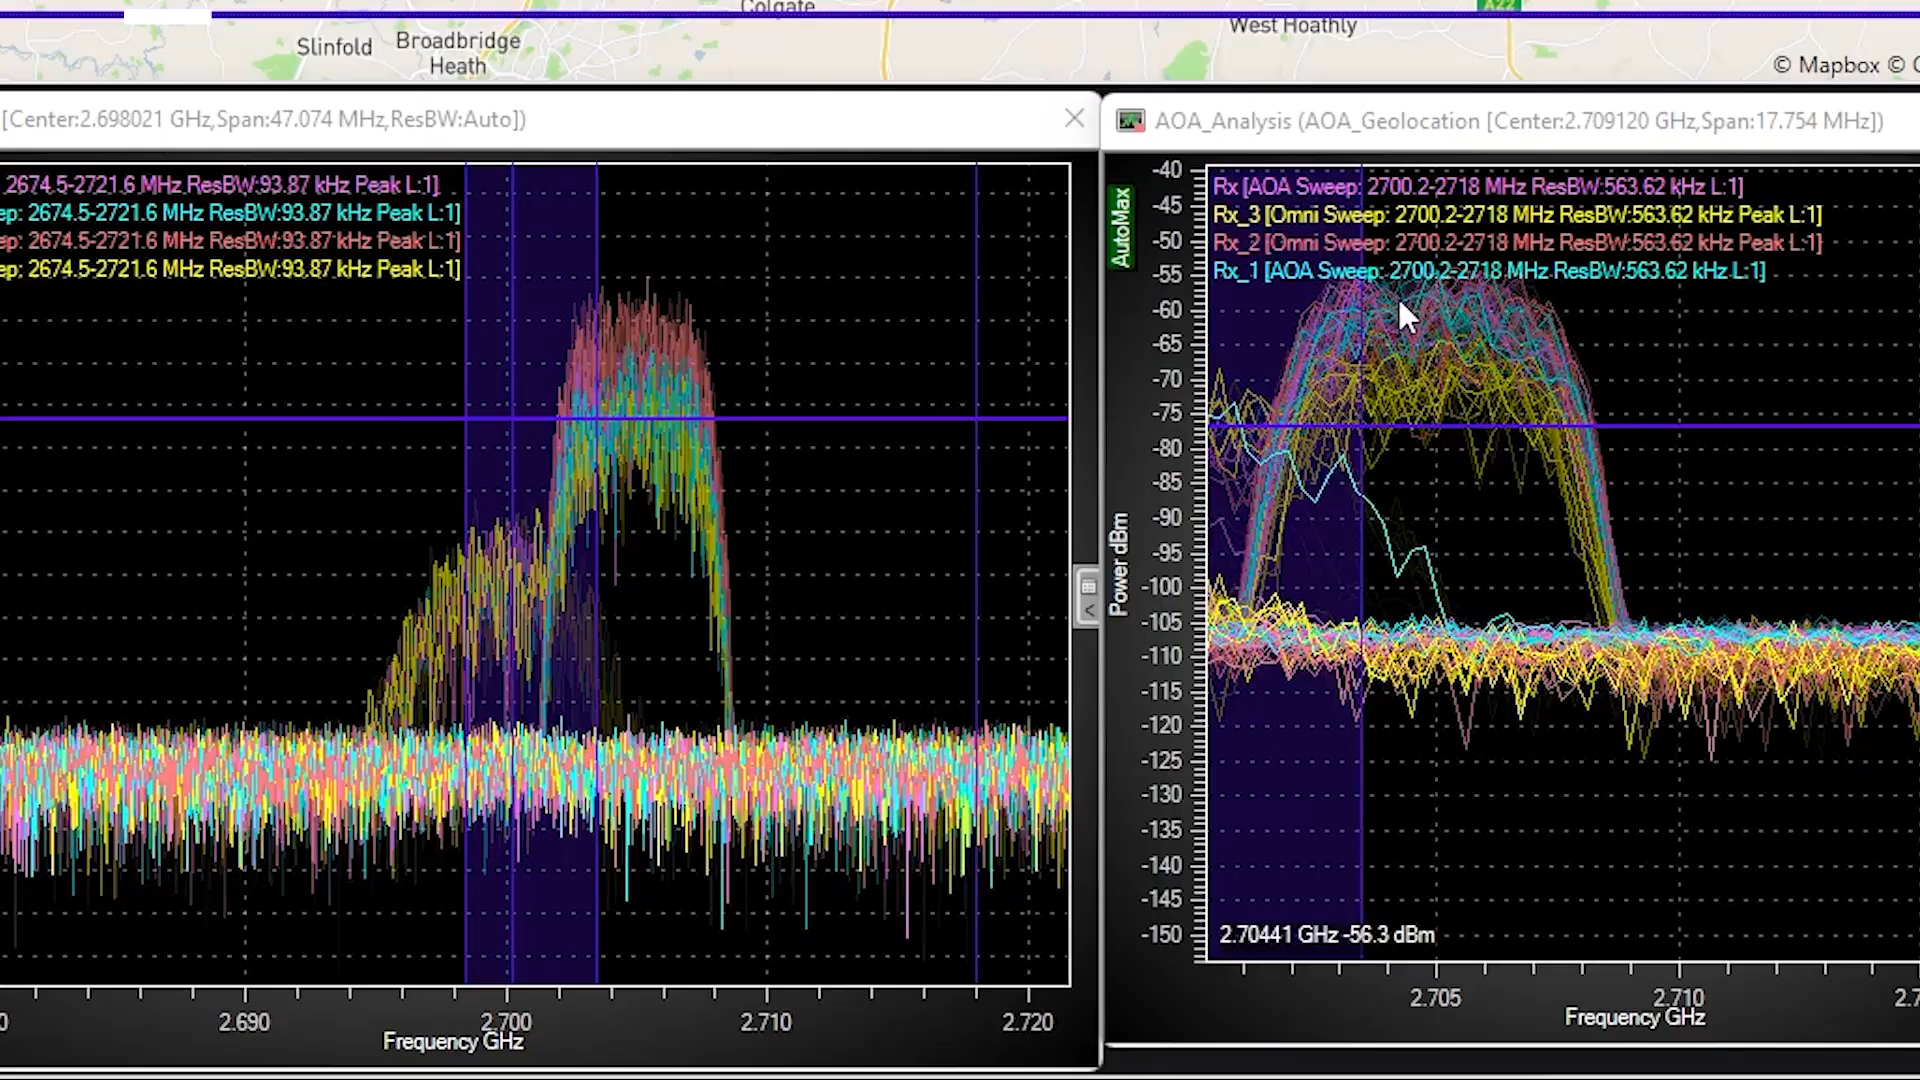 Colgate
A22
West Hoathly
Slinfold
Broadbridge
Heath
© Mapbox ©
[Center:2.698021 GHz,Span:47.074 MHz,ResBW:Auto])
2674.5-2721.6 MHz ResBW:93.87 kHz Peak L:1]
ep: 2674.5-2721.6 MHz ResBW:93.87 kHz Peak L:1]
ep: 2674.5-2721.6 MHz ResBW:93.87 kHz Peak L:1]
ep: 2674.5-2721.6 MHz ResBW:93.87 kHz Peak L:1]
0
2.690
2.700
2.710
2.720
Frequency GHz
<
AOA_Analysis (AOA_Geolocation [Center:2.709120 GHz,Span:17.754 MHz])
AutoMax
Power dBm
-40
-45
-50
-55
-60
-65
-70
-75
-80
-85
-90
-95
-100
-105
-110
-115
-120
-125
-130
-135
-140
-145
-150
Rx [AOA Sweep: 2700.2-2718 MHz ResBW:563.62 kHz L:1]
Rx_3 [Omni Sweep: 2700.2-2718 MHz ResBW:563.62 kHz Peak L:1]
Rx_2 [Omni Sweep: 2700.2-2718 MHz ResBW:563.62 kHz Peak L:1]
Rx_1 [AOA Sweep: 2700.2-2718 MHz ResBW:563.62 kHz L:1]
2.70441 GHz -56.3 dBm
2.705
2.710
2.7
Frequency GHz